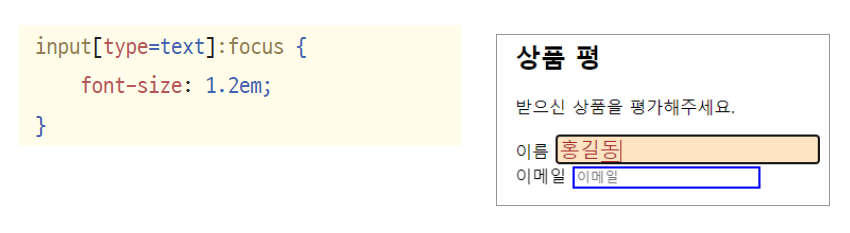 input[type=text]:focus {
    font-size: 1.2em;
}
상품 평
받으신 상품을 평가해주세요.
이름 홍길동
이메일 이메일